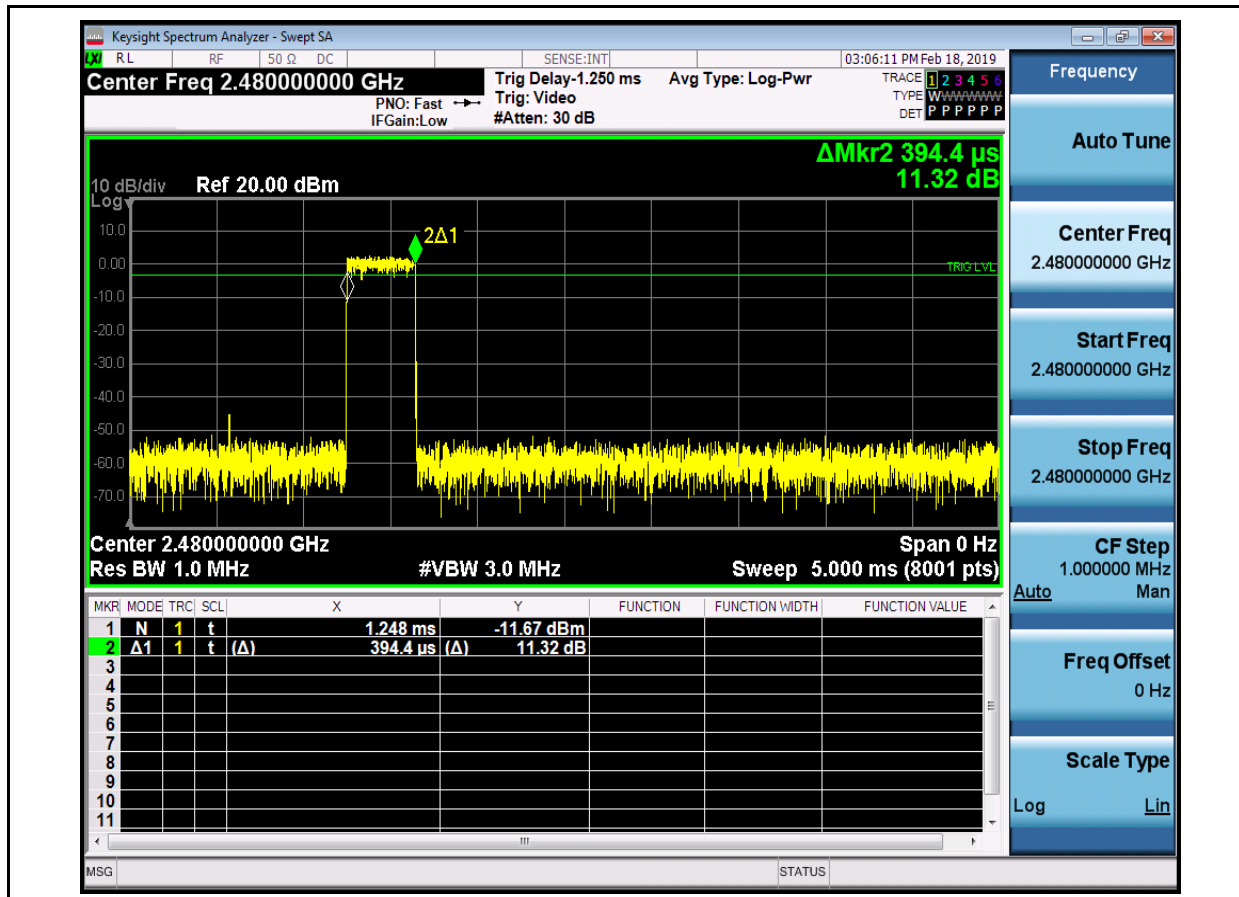 Keysight Spectrum Analyzer - Swept SA
LXI RL RF 50 Ω DC SENSE:INT 03:06:11 PM Feb 18, 2019
Center Freq 2.480000000 GHz
PNO: Fast
IFGain:Low
Trig Delay-1.250 ms
Trig: Video
#Atten: 30 dB
Avg Type: Log-Pwr
TRACE 1 2 3 4 5 6
TYPE WWWWWW
DET P P P P P P
ΔMkr2 394.4 µs
11.32 dB
10 dB/div Ref 20.00 dBm
Log
10.0
0.00
-10.0
-20.0
-30.0
-40.0
-50.0
-60.0
-70.0
2Δ1
TRIG LVL
Center 2.480000000 GHz Span 0 Hz
Res BW 1.0 MHz #VBW 3.0 MHz Sweep 5.000 ms (8001 pts)
MKR MODE TRC SCL X Y FUNCTION FUNCTION WIDTH FUNCTION VALUE
1 N 1 t 1.248 ms -11.67 dBm
2 Δ1 1 t (Δ) 394.4 µs (Δ) 11.32 dB
3
4
5
6
7
8
9
10
11
MSG STATUS
Frequency
Auto Tune
Center Freq
2.480000000 GHz
Start Freq
2.480000000 GHz
Stop Freq
2.480000000 GHz
CF Step
1.000000 MHz
Auto Man
Freq Offset
0 Hz
Scale Type
Log Lin